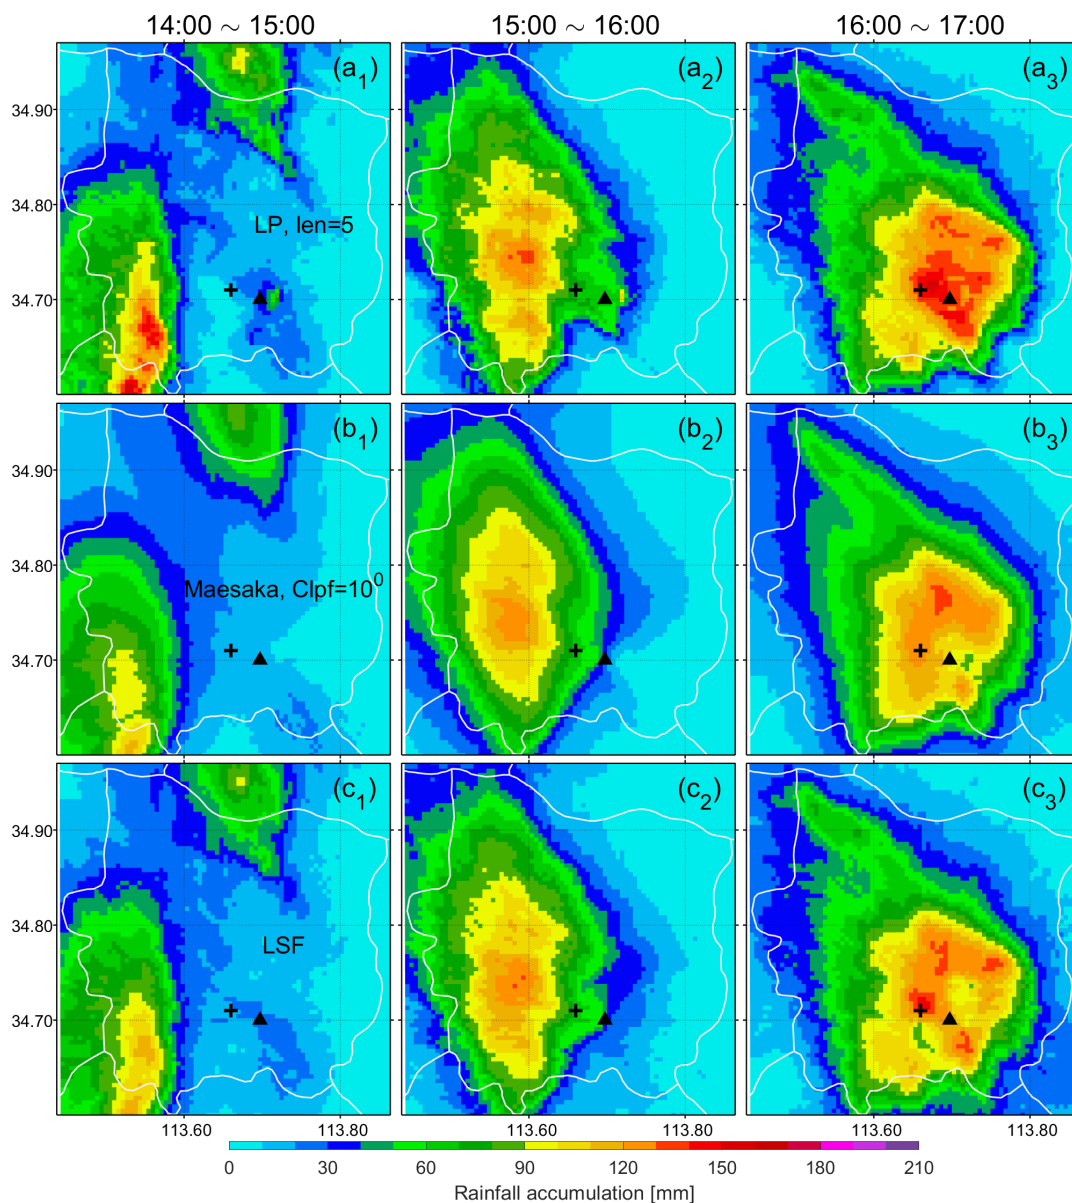 14:00 ~ 15:00 15:00 ~ 16:00 16:00 ~ 17:00
(a1) (a2) (a3)
34.90
34.80
LP, len=5
34.70
(b1) (b2) (b3)
34.90
34.80
Maesaka, Clpf=10^0
34.70
(c1) (c2) (c3)
34.90
34.80
LSF
34.70
113.60 113.80 113.60 113.80 113.60 113.80
0 30 60 90 120 150 180 210
Rainfall accumulation [mm]